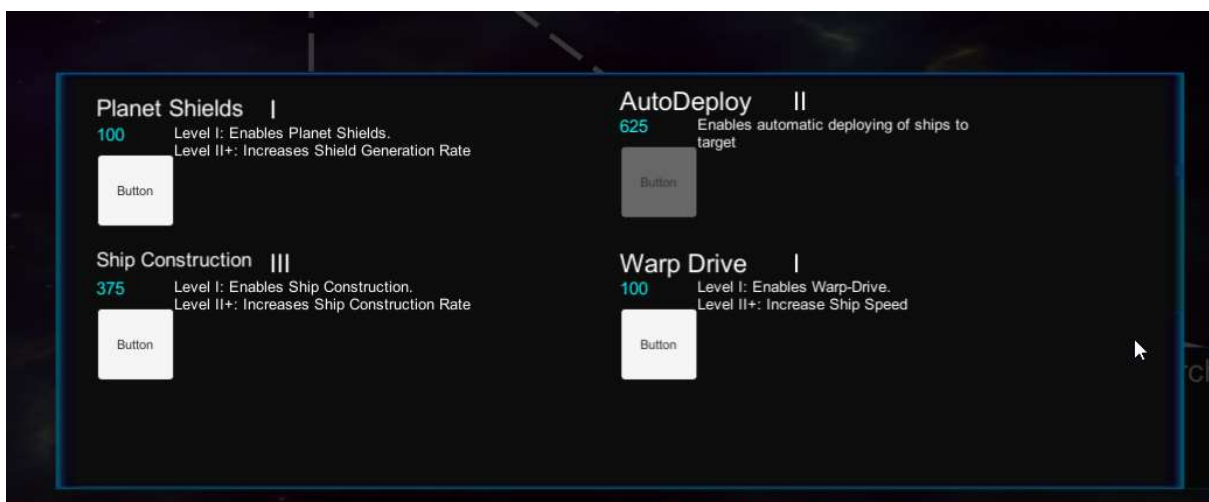 Planet Shields I
100 Level I: Enables Planet Shields.
Level II+: Increases Shield Generation Rate
Button
AutoDeploy II
625 Enables automatic deploying of ships to
target
Button
Ship Construction III
375 Level I: Enables Ship Construction.
Level II+: Increases Ship Construction Rate
Button
Warp Drive I
100 Level I: Enables Warp-Drive.
Level II+: Increase Ship Speed
Button